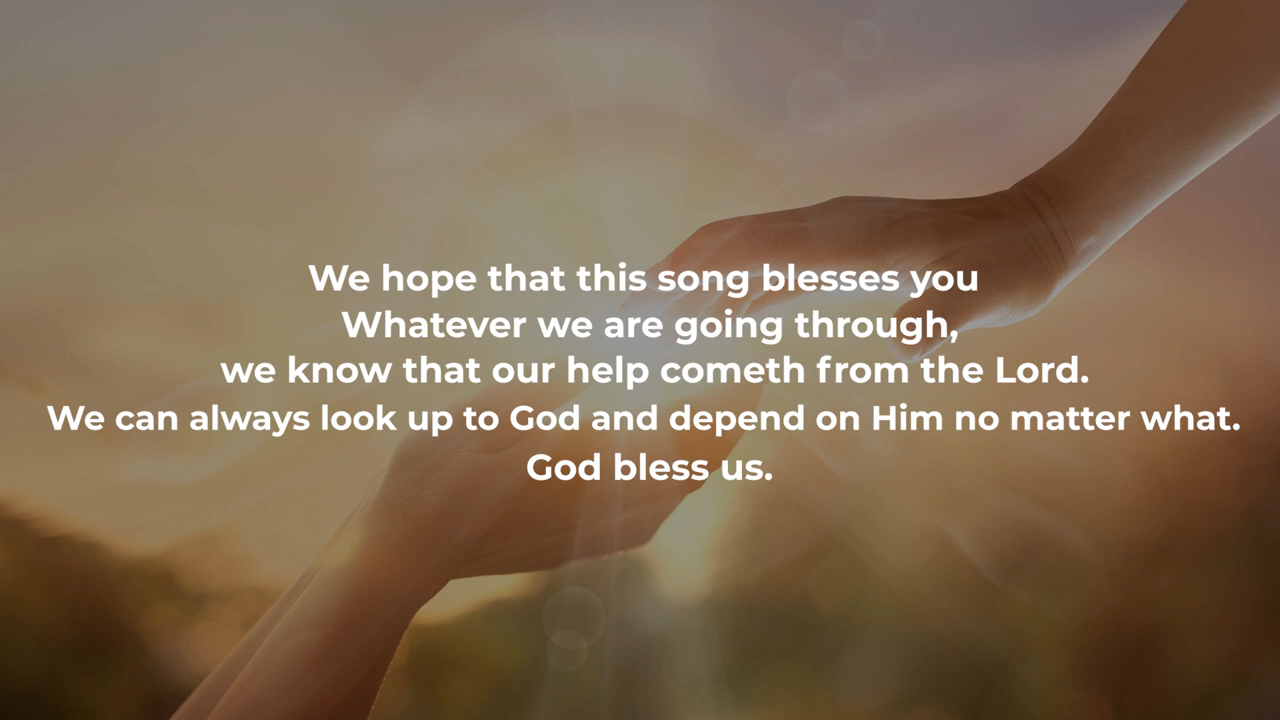 We hope that this song blesses you
Whatever we are going through,
we know that our help cometh from the Lord.
We can always look up to God and depend on Him no matter what.
God bless us.